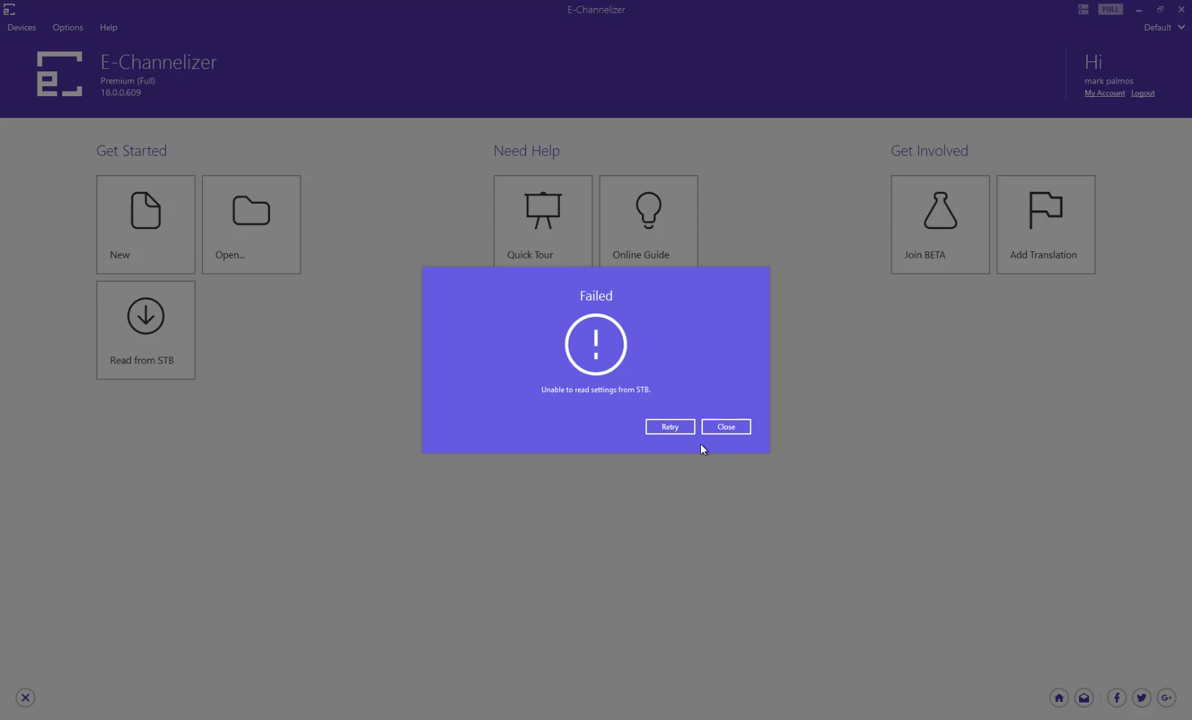 E-Channelizer
FULL
Devices
Options
Help
Default
E-Channelizer
Premium (Full)
18.0.0.609
Hi
mark palmos
My Account
Logout
Get Started
Need Help
Get Involved
New
Open...
Quick Tour
Online Guide
Join BETA
Add Translation
Read from STB
Failed
Unable to read settings from STB.
Retry
Close